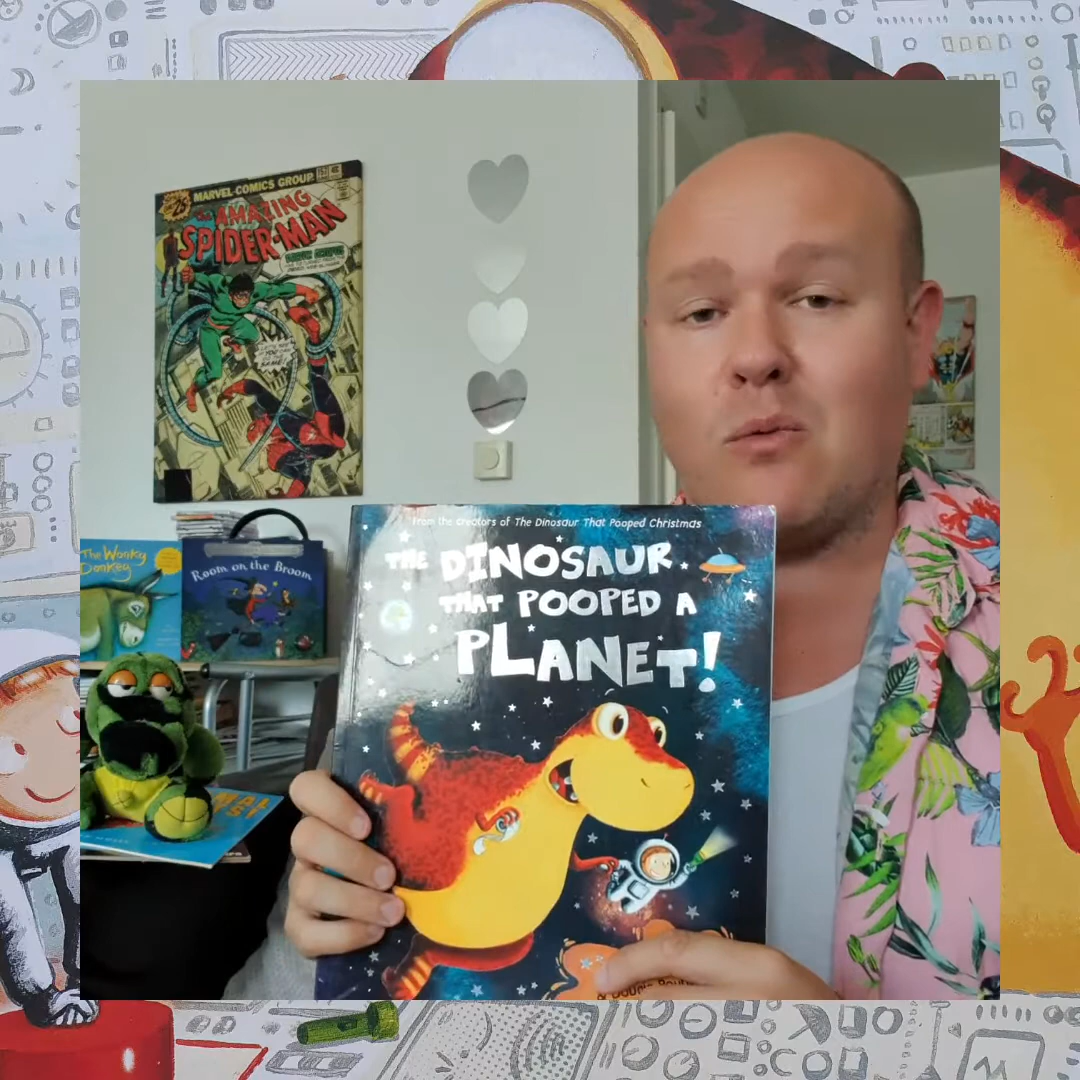 MARVEL COMICS GROUP
THE AMAZING
SPIDER-MAN
The Wonky
Donkey
Room on the Broom
From the creators of The Dinosaur That Pooped Christmas
THE DINOSAUR
THAT POOPED A
PLANET!
& Dougie